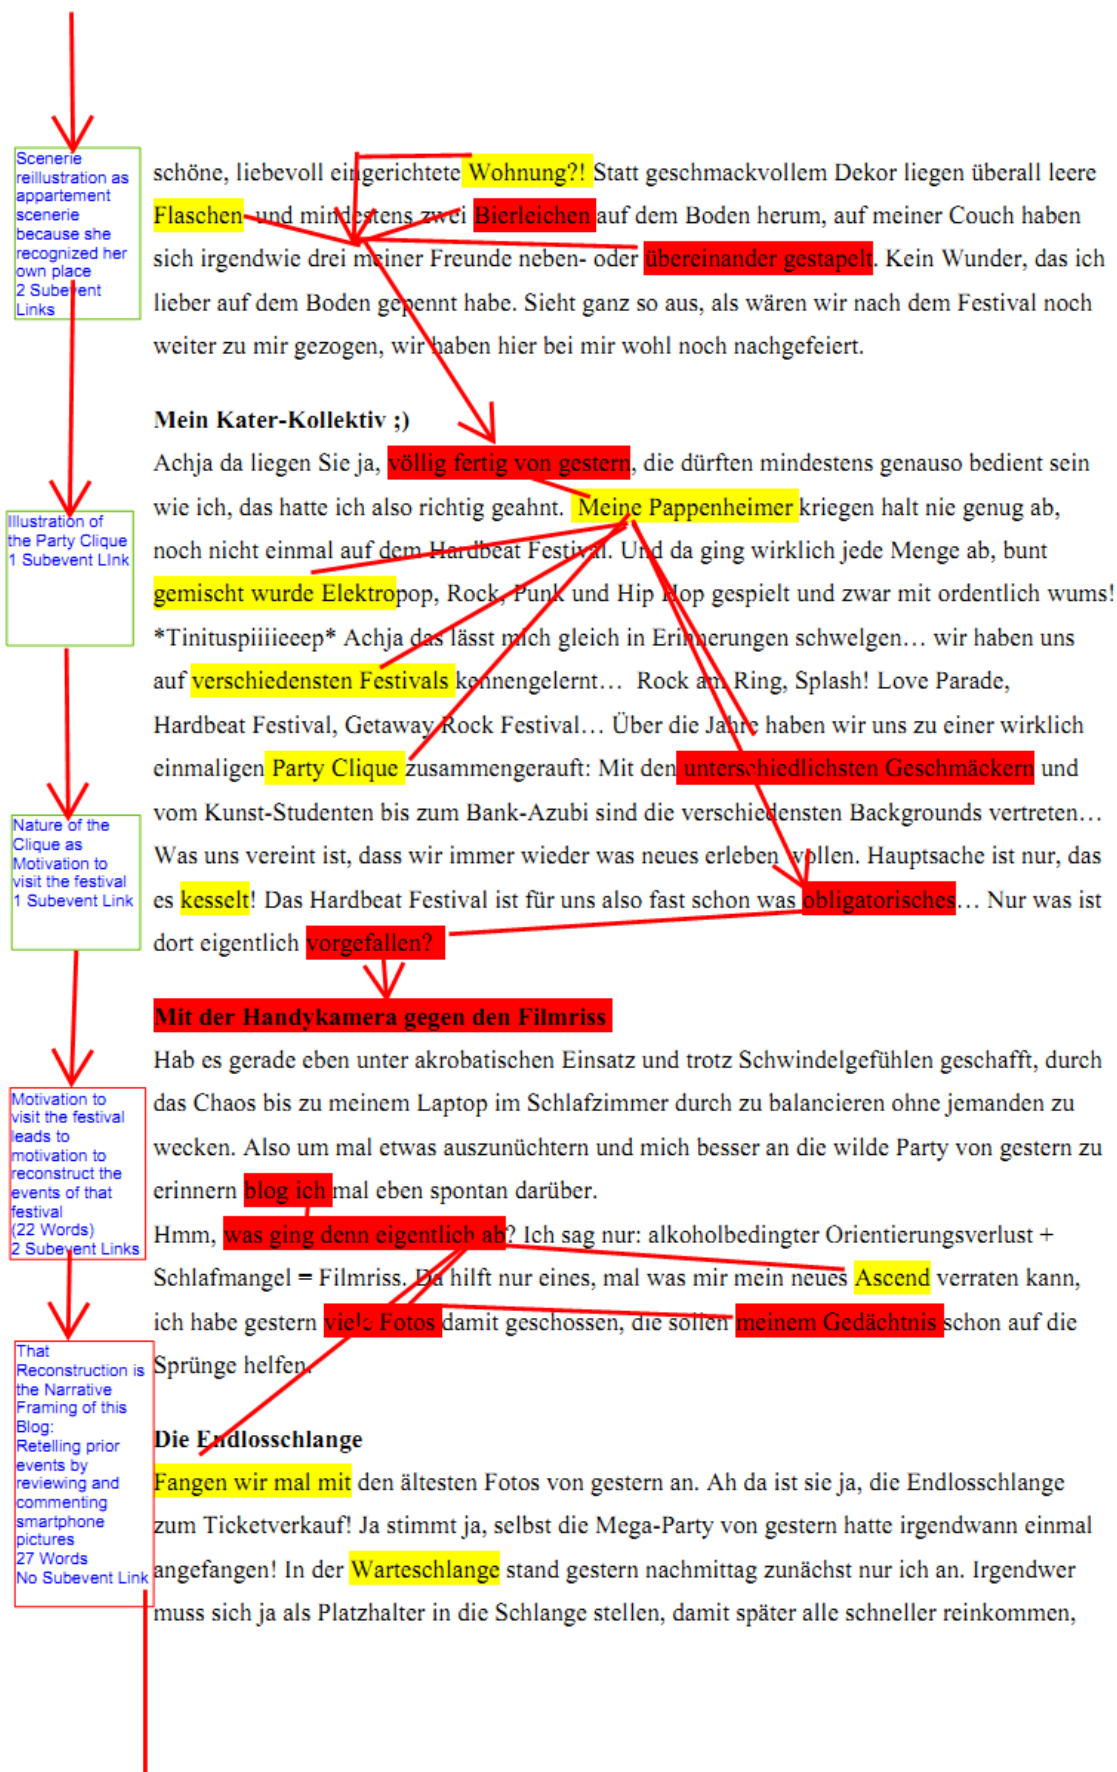 Scenerie
reillustration as
appartement
scenerie
because she
recognized her
own place
2 Subevent
Links
schöne, liebevoll eingerichtete Wohnung?! Statt geschmackvollem Dekor liegen überall leere
Flaschen und mindestens zwei Bierleichen auf dem Boden herum, auf meiner Couch haben
sich irgendwie drei meiner Freunde neben- oder übereinander gestapelt. Kein Wunder, das ich
lieber auf dem Boden gepennt habe. Sieht ganz so aus, als wären wir nach dem Festival noch
weiter zu mir gezogen, wir haben hier bei mir wohl noch nachgefeiert.
Mein Kater-Kollektiv ;)
Achja da liegen Sie ja, völlig fertig von gestern, die dürften mindestens genauso bedient sein
wie ich, das hatte ich also richtig geahnt. Meine Pappenheimer kriegen halt nie genug ab,
noch nicht einmal auf dem Hardbeat Festival. Und da ging wirklich jede Menge ab, bunt
gemischt wurde Elektropop, Rock, Punk und Hip Hop gespielt und zwar mit ordentlich wums!
*Tinituspiiiieeep* Achja das lässt mich gleich in Erinnerungen schwelgen… wir haben uns
auf verschiedensten Festivals kennengelernt… Rock am Ring, Splash! Love Parade,
Hardbeat Festival, Getaway Rock Festival… Über die Jahre haben wir uns zu einer wirklich
einmaligen Party Clique zusammengerauft: Mit den unterschiedlichsten Geschmäckern und
vom Kunst-Studenten bis zum Bank-Azubi sind die verschiedensten Backgrounds vertreten…
Was uns vereint ist, dass wir immer wieder was neues erleben wollen. Hauptsache ist nur, das
es kesselt! Das Hardbeat Festival ist für uns also fast schon was obligatorisches… Nur was ist
dort eigentlich vorgefallen?
Illustration of
the Party Clique
1 Subevent LInk
Nature of the
Clique as
Motivation to
visit the festival
1 Subevent Link
Mit der Handykamera gegen den Filmriss
Hab es gerade eben unter akrobatischen Einsatz und trotz Schwindelgefühlen geschafft, durch
das Chaos bis zu meinem Laptop im Schlafzimmer durch zu balancieren ohne jemanden zu
wecken. Also um mal etwas auszunüchtern und mich besser an die wilde Party von gestern zu
erinnern blog ich mal eben spontan darüber.
Hmm, was ging denn eigentlich ab? Ich sag nur: alkoholbedingter Orientierungsverlust +
Schlafmangel = Filmriss. Da hilft nur eines, mal was mir mein neues Ascend verraten kann,
ich habe gestern viele Fotos damit geschossen, die sollen meinem Gedächtnis schon auf die
Sprünge helfen.
Motivation to
visit the festival
leads to
motivation to
reconstruct the
events of that
festival
(22 Words)
2 Subevent Links
That
Reconstruction is
the Narrative
Framing of this
Blog:
Retelling prior
events by
reviewing and
commenting
smartphone
pictures
27 Words
No Subevent Link
Die Endlosschlange
Fangen wir mal mit den ältesten Fotos von gestern an. Ah da ist sie ja, die Endlosschlange
zum Ticketverkauf! Ja stimmt ja, selbst die Mega-Party von gestern hatte irgendwann einmal
angefangen! In der Warteschlange stand gestern nachmittag zunächst nur ich an. Irgendwer
muss sich ja als Platzhalter in die Schlange stellen, damit später alle schneller reinkommen,